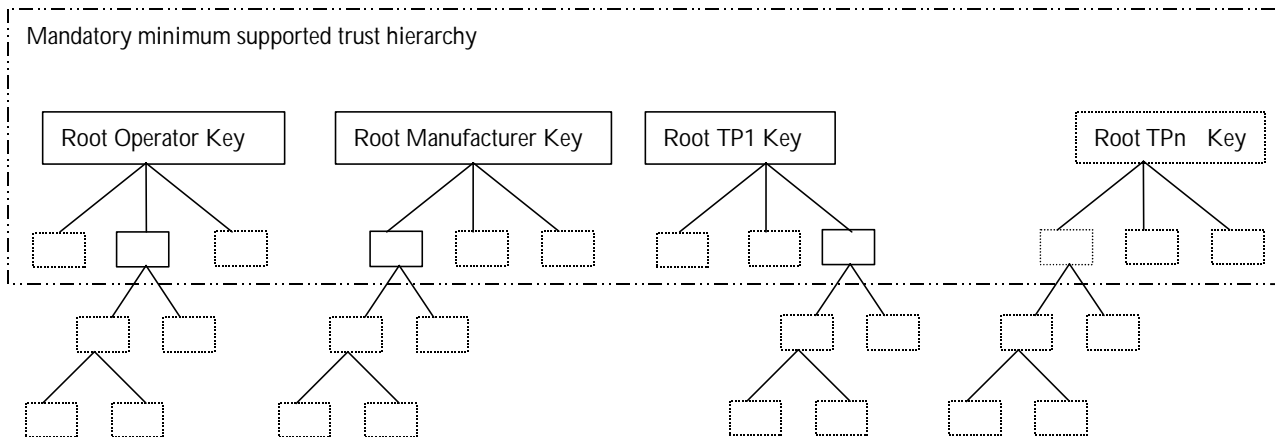 Mandatory minimum supported trust hierarchy
Root Operator Key
Root Manufacturer Key
Root TP1 Key
Root TPn Key